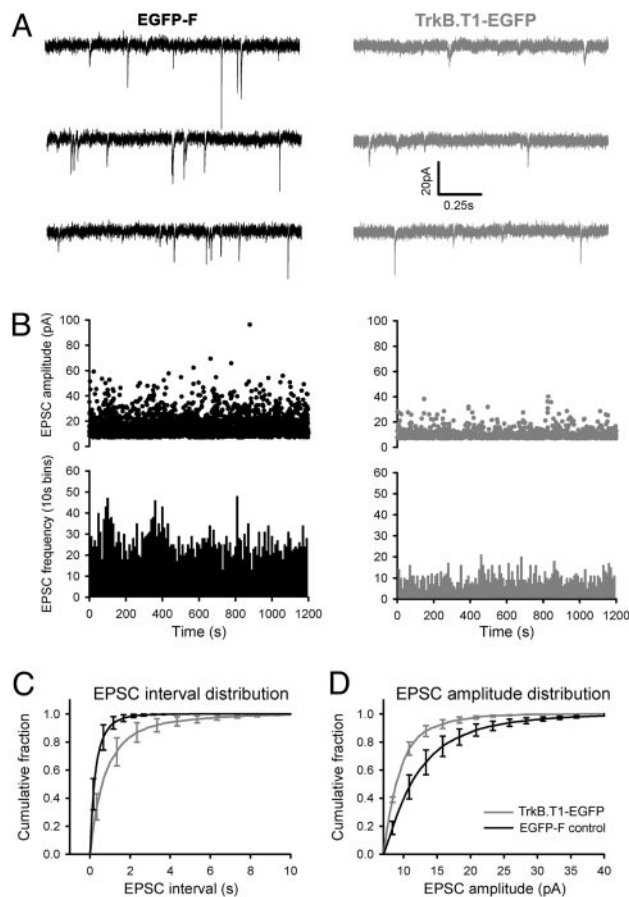 A
EGFP-F
TrkB.T1-EGFP
20pA
0.25s
B
EPSC amplitude (pA)
100
80
60
40
20
0
100
80
60
40
20
0
EPSC frequency (10s bins)
60
50
40
30
20
10
0
60
50
40
30
20
10
0
0 200 400 600 800 1000 1200
Time (s)
0 200 400 600 800 1000 1200
Time (s)
C
EPSC interval distribution
Cumulative fraction
1.0
0.8
0.6
0.4
0.2
0.0
0 2 4 6 8 10
EPSC interval (s)
D
EPSC amplitude distribution
Cumulative fraction
1.0
0.8
0.6
0.4
0.2
0.0
TrkB.T1-EGFP
EGFP-F control
10 15 20 25 30 35 40
EPSC amplitude (pA)